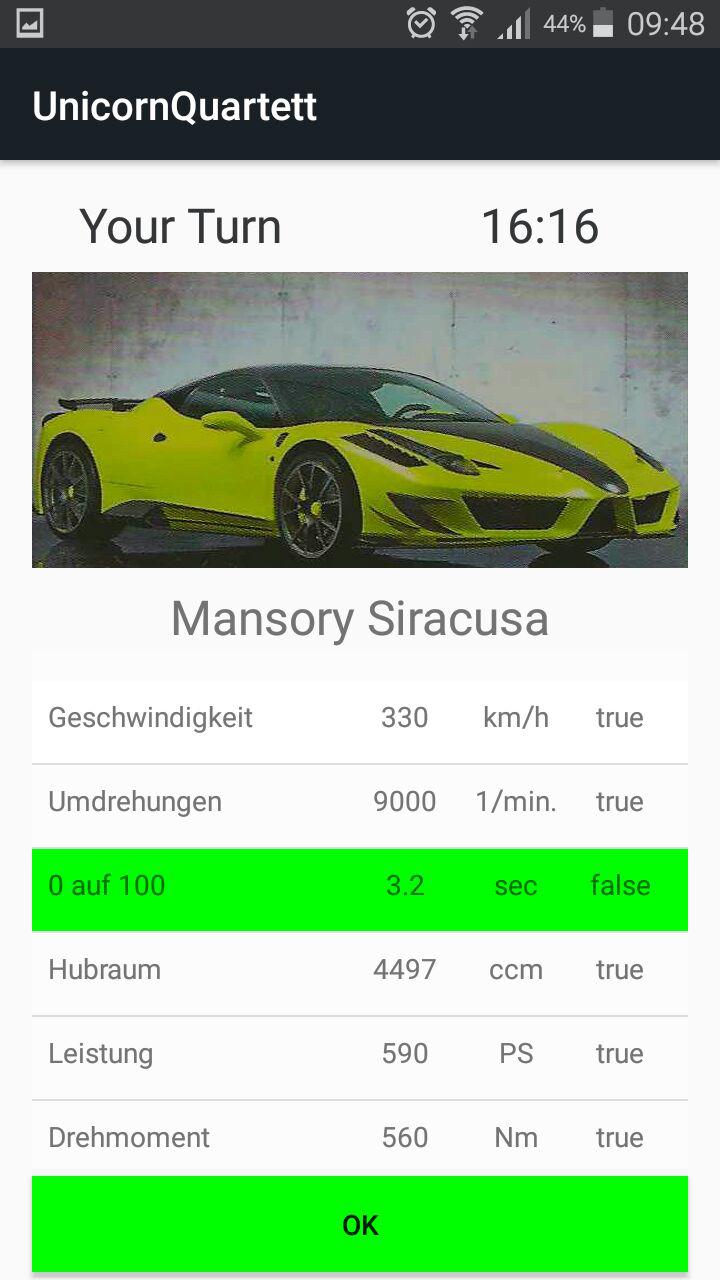 44% 09:48
UnicornQuartett
Your Turn 16:16
Mansory Siracusa
Geschwindigkeit 330 km/h true
Umdrehungen 9000 1/min. true
0 auf 100 3.2 sec false
Hubraum 4497 ccm true
Leistung 590 PS true
Drehmoment 560 Nm true
OK